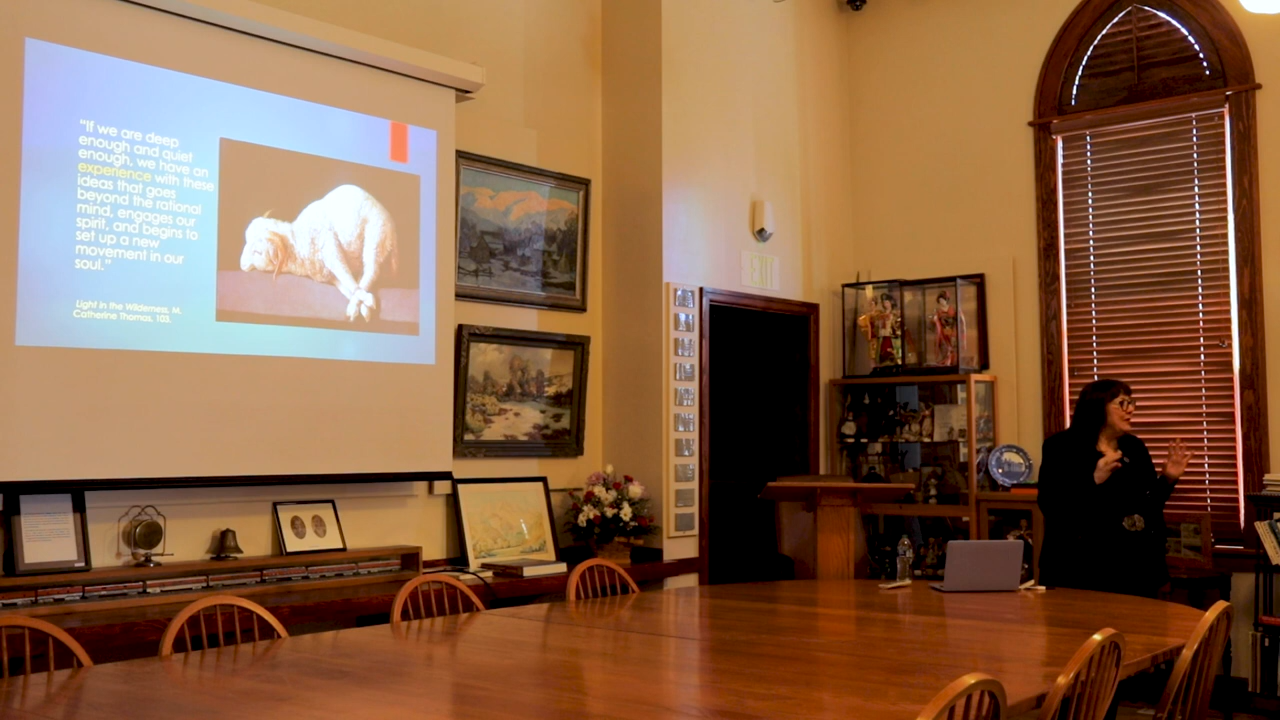 “If we are deep
enough and quiet
enough, we have an
experience with these
ideas that goes
beyond the rational
mind, engages our
spirit, and begins to
set up a new
movement in our
soul.”
Light in the Wilderness, M.
Catherine Thomas, 103.
EXIT